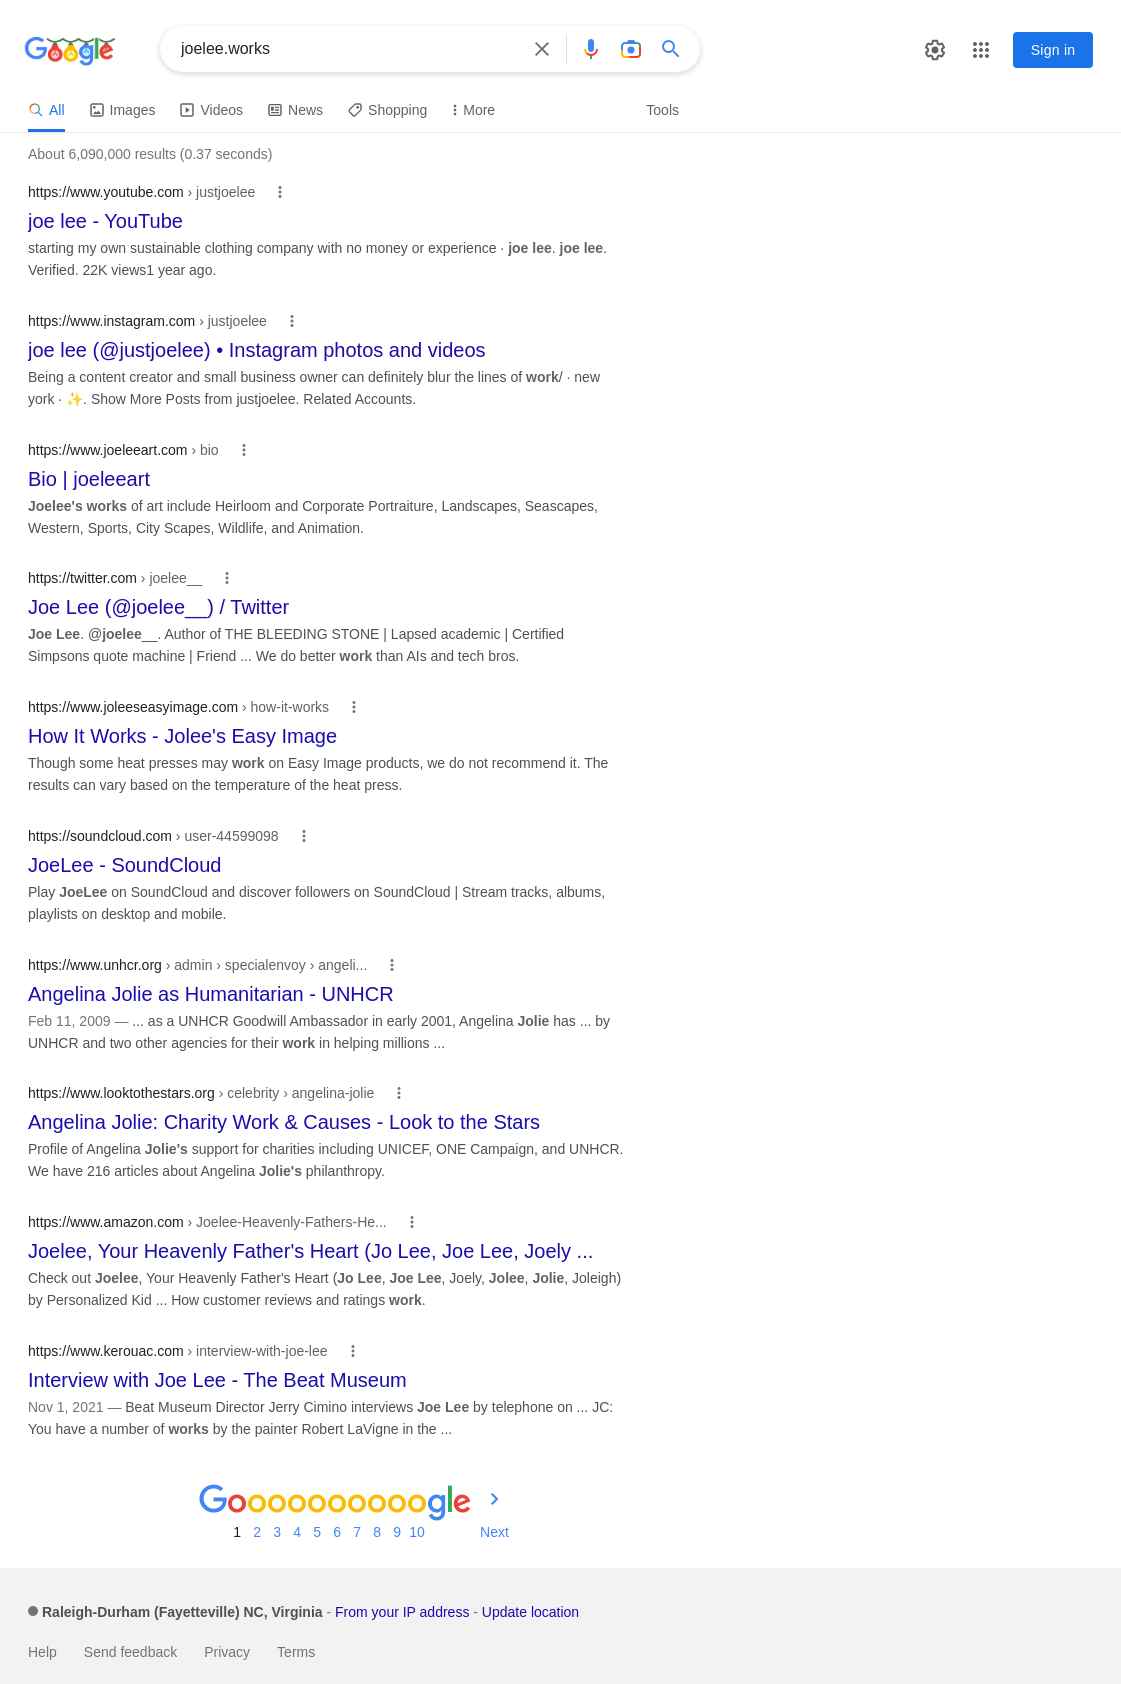 Google
joelee.works
Sign in
All Images Videos News Shopping More Tools
About 6,090,000 results (0.37 seconds)
https://www.youtube.com › justjoelee
joe lee - YouTube
starting my own sustainable clothing company with no money or experience · joe lee. joe lee.
Verified. 22K views1 year ago.
https://www.instagram.com › justjoelee
joe lee (@justjoelee) • Instagram photos and videos
Being a content creator and small business owner can definitely blur the lines of work/ · new
york · ✨. Show More Posts from justjoelee. Related Accounts.
https://www.joeleeart.com › bio
Bio | joeleeart
Joelee's works of art include Heirloom and Corporate Portraiture, Landscapes, Seascapes,
Western, Sports, City Scapes, Wildlife, and Animation.
https://twitter.com › joelee__
Joe Lee (@joelee__) / Twitter
Joe Lee. @joelee__. Author of THE BLEEDING STONE | Lapsed academic | Certified
Simpsons quote machine | Friend ... We do better work than AIs and tech bros.
https://www.joleeseasyimage.com › how-it-works
How It Works - Jolee's Easy Image
Though some heat presses may work on Easy Image products, we do not recommend it. The
results can vary based on the temperature of the heat press.
https://soundcloud.com › user-44599098
JoeLee - SoundCloud
Play JoeLee on SoundCloud and discover followers on SoundCloud | Stream tracks, albums,
playlists on desktop and mobile.
https://www.unhcr.org › admin › specialenvoy › angeli...
Angelina Jolie as Humanitarian - UNHCR
Feb 11, 2009 — ... as a UNHCR Goodwill Ambassador in early 2001, Angelina Jolie has ... by
UNHCR and two other agencies for their work in helping millions ...
https://www.looktothestars.org › celebrity › angelina-jolie
Angelina Jolie: Charity Work & Causes - Look to the Stars
Profile of Angelina Jolie's support for charities including UNICEF, ONE Campaign, and UNHCR.
We have 216 articles about Angelina Jolie's philanthropy.
https://www.amazon.com › Joelee-Heavenly-Fathers-He...
Joelee, Your Heavenly Father's Heart (Jo Lee, Joe Lee, Joely ...
Check out Joelee, Your Heavenly Father's Heart (Jo Lee, Joe Lee, Joely, Jolee, Jolie, Joleigh)
by Personalized Kid ... How customer reviews and ratings work.
https://www.kerouac.com › interview-with-joe-lee
Interview with Joe Lee - The Beat Museum
Nov 1, 2021 — Beat Museum Director Jerry Cimino interviews Joe Lee by telephone on ... JC:
You have a number of works by the painter Robert LaVigne in the ...
Goooooooooogle
1 2 3 4 5 6 7 8 9 10 Next
Raleigh-Durham (Fayetteville) NC, Virginia - From your IP address - Update location
Help Send feedback Privacy Terms